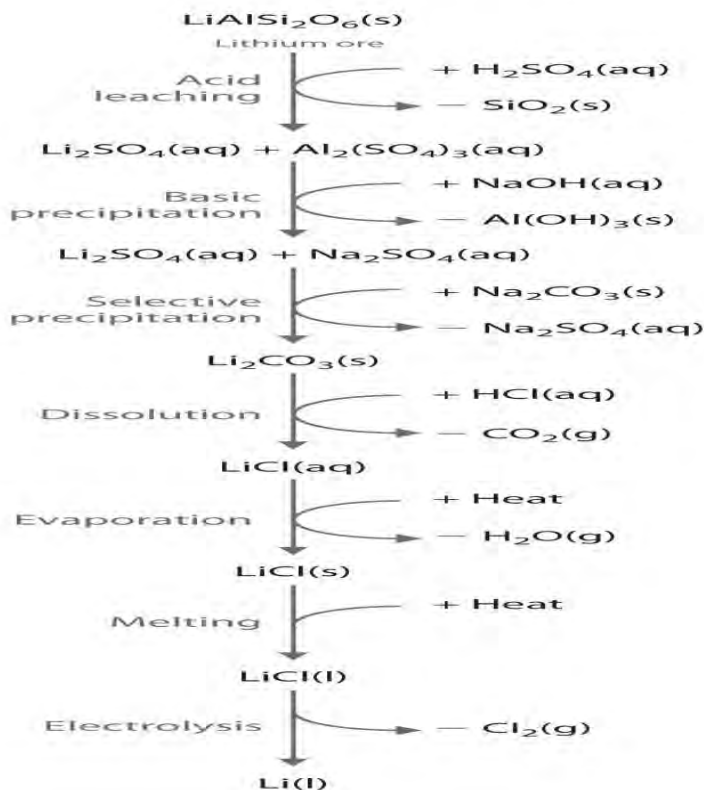 LiAlSi₂O₆(s)
Lithium ore
Acid
leaching
+ H₂SO₄(aq)
− SiO₂(s)
Li₂SO₄(aq) + Al₂(SO₄)₃(aq)
Basic
precipitation
+ NaOH(aq)
− Al(OH)₃(s)
Li₂SO₄(aq) + Na₂SO₄(aq)
Selective
precipitation
+ Na₂CO₃(s)
− Na₂SO₄(aq)
Li₂CO₃(s)
Dissolution
+ HCl(aq)
− CO₂(g)
LiCl(aq)
Evaporation
+ Heat
− H₂O(g)
LiCl(s)
Melting
+ Heat
LiCl(l)
Electrolysis
− Cl₂(g)
Li(l)